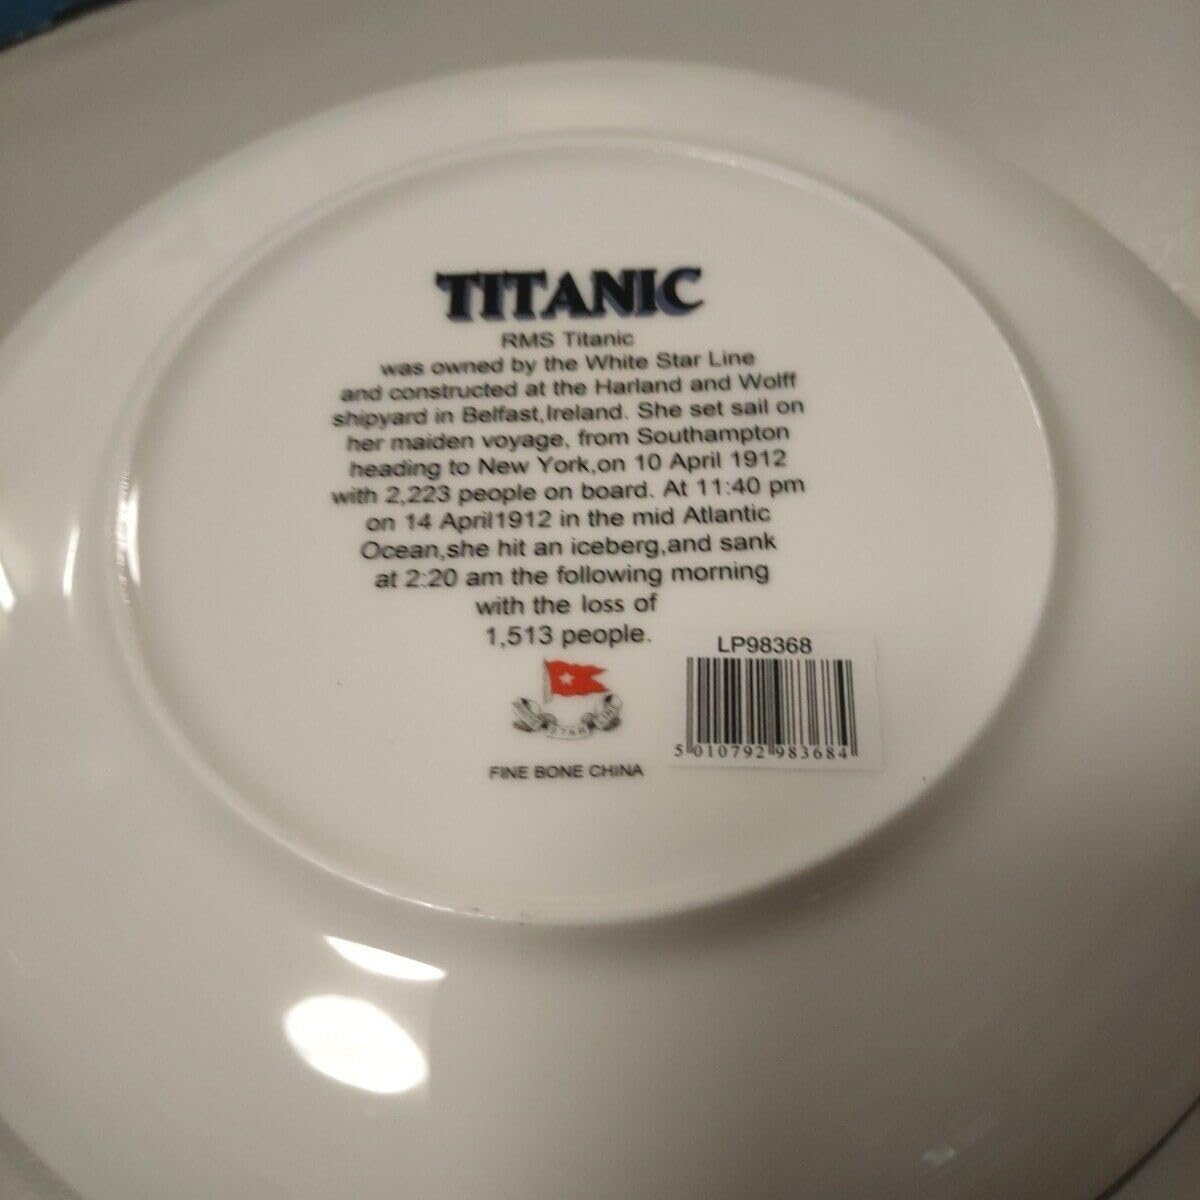 TITANIC
RMS Titanic
was owned by the White Star Line
and constructed at the Harland and Wolff
shipyard in Belfast,Ireland. She set sail on
her maiden voyage, from Southampton
heading to New York,on 10 April 1912
with 2,223 people on board. At 11:40 pm
on 14 April1912 in the mid Atlantic
Ocean,she hit an iceberg,and sank
at 2:20 am the following morning
with the loss of
1,513 people.
LP98368
5 010792 983684
STAR
FINE BONE CHINA